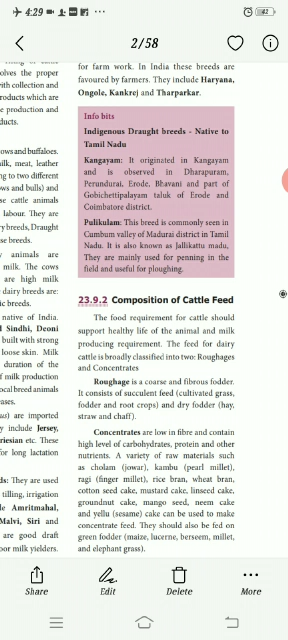 4:29
42
2/58
olves the proper
vith collection and
roducts which are
e production and
ducts.
ows and buffaloes.
ilk, meat, leather
ng to two different
ows and bulls) and
se cattle animals
labour. They are
ry breeds, Draught
se breeds.
y animals are
milk. The cows
are high milk
dairy breeds are:
ic breeds.
native of India.
d Sindhi, Deoni
built with strong
loose skin. Milk
duration of the
f milk production
ocal breed animals
eases.
us) are imported
y include Jersey,
riesian etc. These
for long lactation
ds: They are used
tilling, irrigation
le Amritmahal,
Malvi, Siri and
are good draft
oor milk yielders.
for farm work. In India these breeds are
favoured by farmers. They include Haryana,
Ongole, Kankrej and Tharparkar.
Info bits
Indigenous Draught breeds - Native to
Tamil Nadu
Kangayam: It originated in Kangayam
and is observed in Dharapuram,
Perundurai, Erode, Bhavani and part of
Gobichettipalayam taluk of Erode and
Coimbatore district.
Pulikulam: This breed is commonly seen in
Cumbum valley of Madurai district in Tamil
Nadu. It is also known as Jallikattu madu,
They are mainly used for penning in the
field and useful for ploughing.
23.9.2 Composition of Cattle Feed
The food requirement for cattle should
support healthy life of the animal and milk
producing requirement. The feed for dairy
cattle is broadly classified into two: Roughages
and Concentrates
Roughage is a coarse and fibrous fodder.
It consists of succulent feed (cultivated grass,
fodder and root crops) and dry fodder (hay,
straw and chaff).
Concentrates are low in fibre and contain
high level of carbohydrates, protein and other
nutrients. A variety of raw materials such
as cholam (jowar), kambu (pearl millet),
ragi (finger millet), rice bran, wheat bran,
cotton seed cake, mustard cake, linseed cake,
groundnut cake, mango seed, neem cake
and yellu (sesame) cake can be used to make
concentrate feed. They should also be fed on
green fodder (maize, lucerne, berseem, millet,
and elephant grass).
Share
Edit
Delete
More